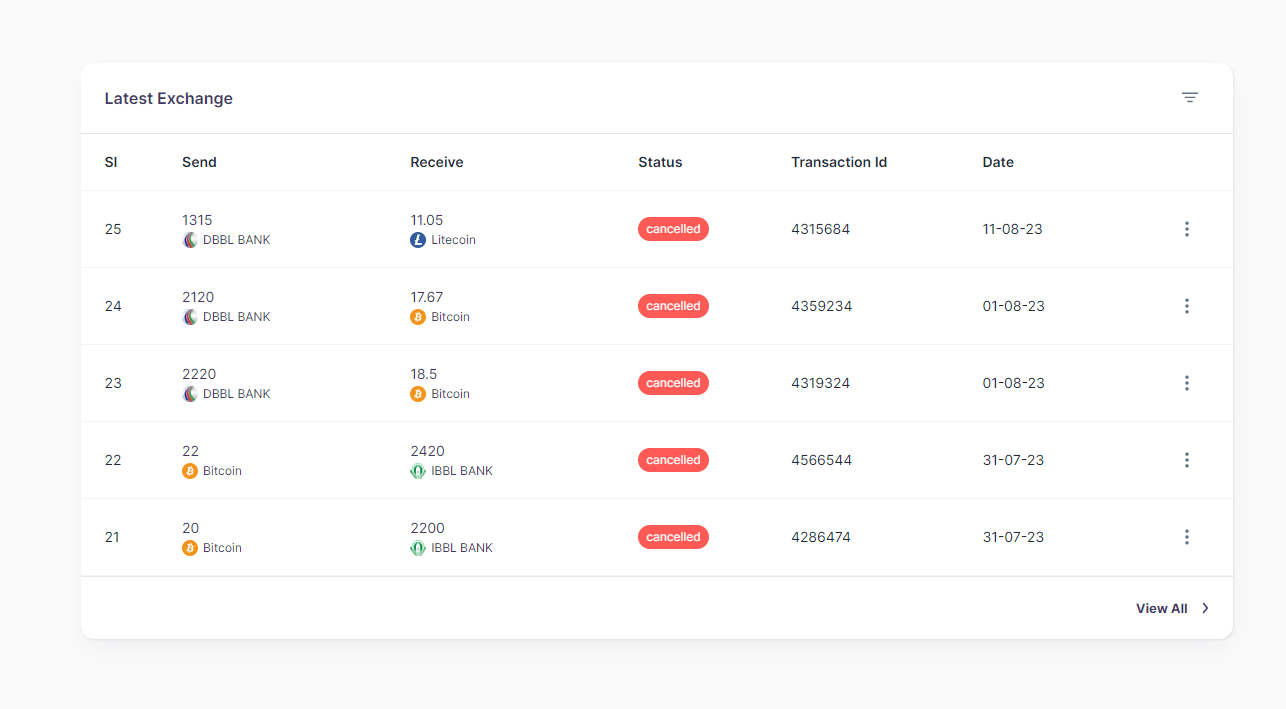 Latest Exchange
Sl Send Receive Status Transaction Id Date
25 1315 DBBL BANK 11.05 Litecoin cancelled 4315684 11-08-23
24 2120 DBBL BANK 17.67 Bitcoin cancelled 4359234 01-08-23
23 2220 DBBL BANK 18.5 Bitcoin cancelled 4319324 01-08-23
22 22 Bitcoin 2420 IBBL BANK cancelled 4566544 31-07-23
21 20 Bitcoin 2200 IBBL BANK cancelled 4286474 31-07-23
View All